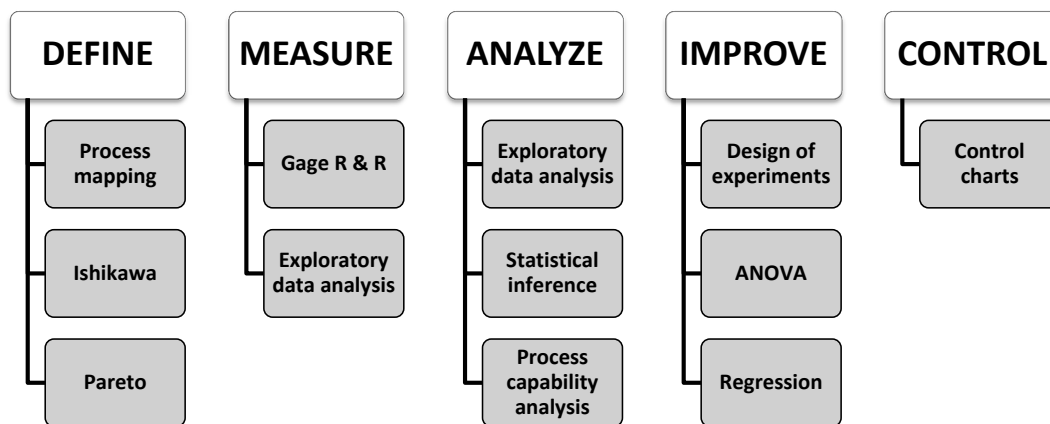 DEFINE
Process
mapping
Ishikawa
Pareto
MEASURE
Gage R & R
Exploratory
data analysis
ANALYZE
Exploratory
data analysis
Statistical
inference
Process
capability
analysis
IMPROVE
Design of
experiments
ANOVA
Regression
CONTROL
Control
charts